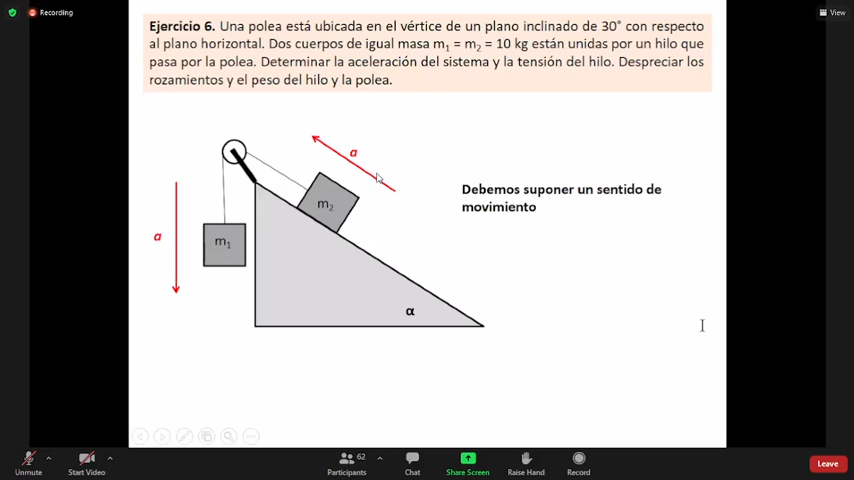 Recording
View
Ejercicio 6. Una polea está ubicada en el vértice de un plano inclinado de 30° con respecto
al plano horizontal. Dos cuerpos de igual masa m₁ = m₂ = 10 kg están unidas por un hilo que
pasa por la polea. Determinar la aceleración del sistema y la tensión del hilo. Despreciar los
rozamientos y el peso del hilo y la polea.
a
m₂
Debemos suponer un sentido de
movimiento
a
m₁
α
Unmute
Start Video
62
Participants
Chat
Share Screen
Raise Hand
Record
Leave